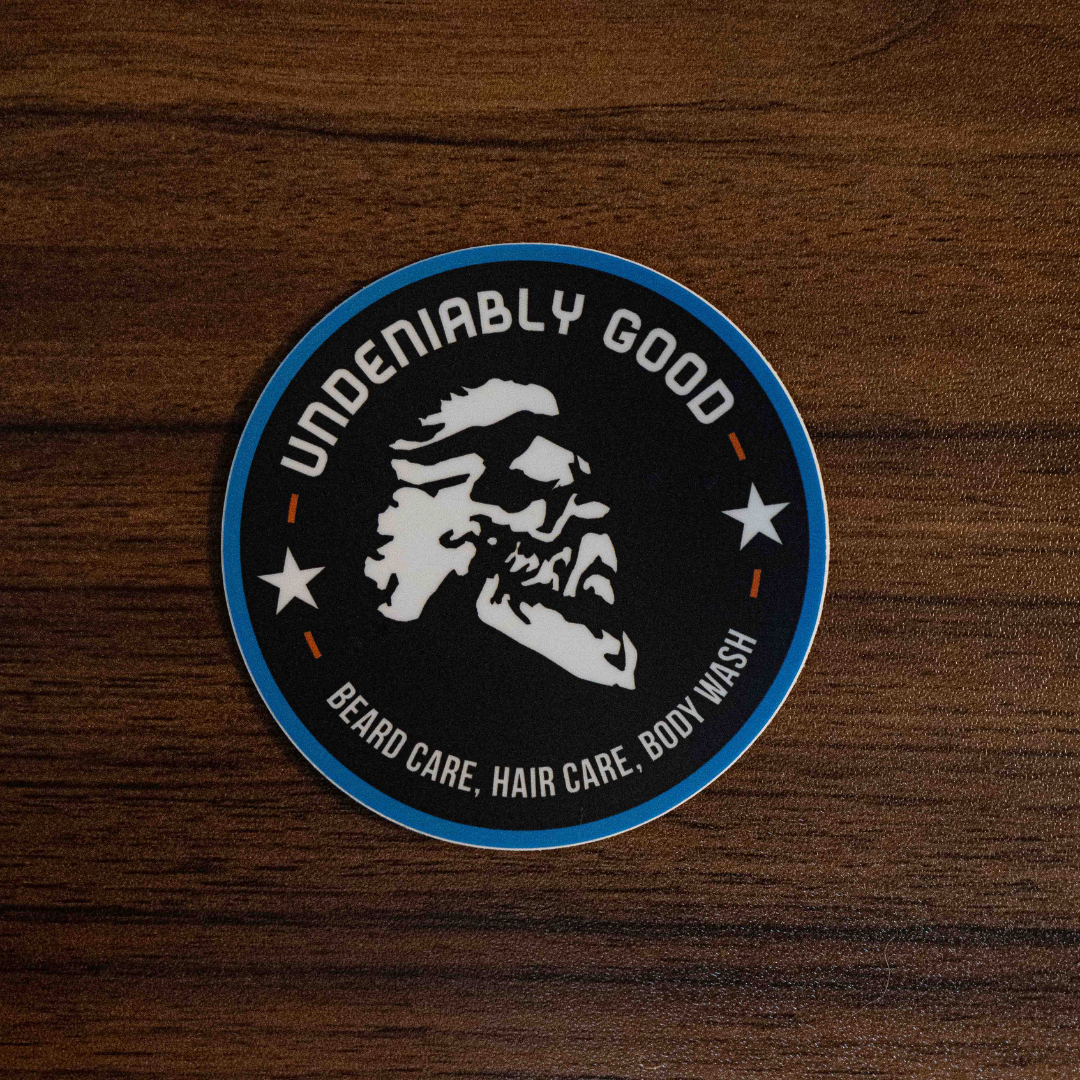 UNDENIABLY GOOD
BEARD CARE, HAIR CARE, BODY WASH